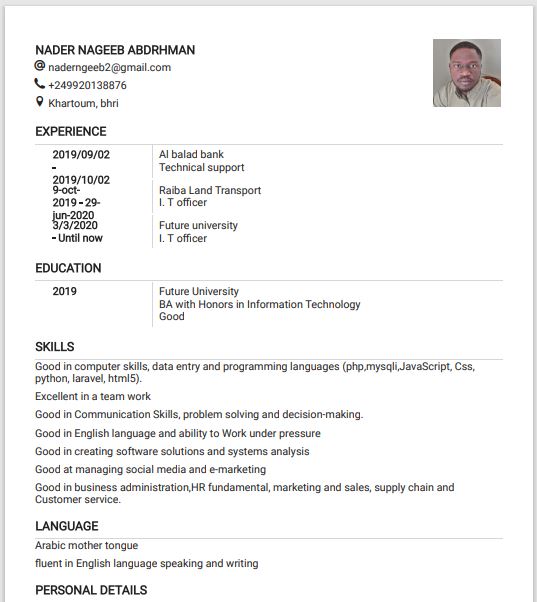 NADER NAGEEB ABDRHMAN
naderngeeb2@gmail.com
+249920138876
Khartoum, bhri
EXPERIENCE
2019/09/02
-
2019/10/02
Al balad bank
Technical support
9-oct-
2019 - 29-
jun-2020
Raiba Land Transport
I. T officer
3/3/2020
- Until now
Future university
I. T officer
EDUCATION
2019
Future University
BA with Honors in Information Technology
Good
SKILLS
Good in computer skills, data entry and programming languages (php,mysqli,JavaScript, Css,
python, laravel, html5).
Excellent in a team work
Good in Communication Skills, problem solving and decision-making.
Good in English language and ability to Work under pressure
Good in creating software solutions and systems analysis
Good at managing social media and e-marketing
Good in business administration,HR fundamental, marketing and sales, supply chain and
Customer service.
LANGUAGE
Arabic mother tongue
fluent in English language speaking and writing
PERSONAL DETAILS